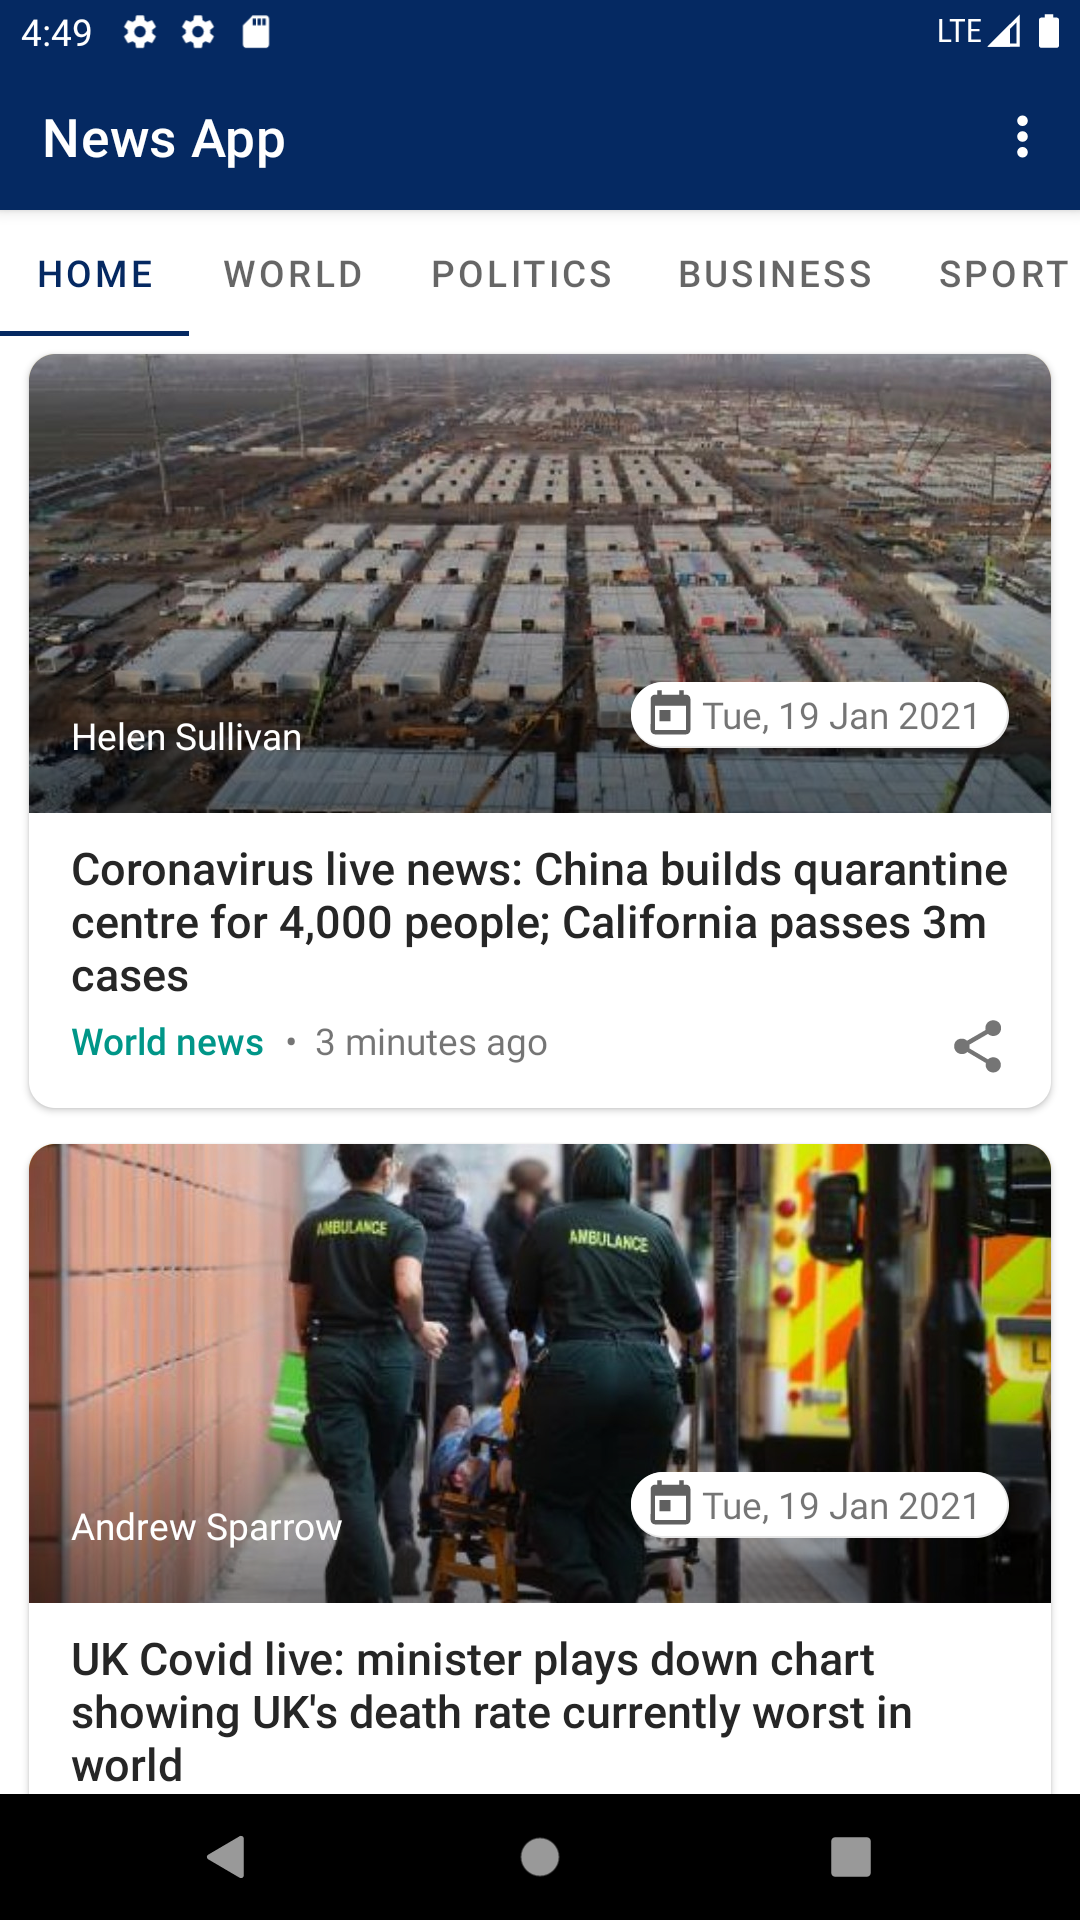 4:49
LTE
News App
HOME WORLD POLITICS BUSINESS SPORT
Helen Sullivan
Tue, 19 Jan 2021
Coronavirus live news: China builds quarantine
centre for 4,000 people; California passes 3m
cases
World news • 3 minutes ago
AMBULANCE
AMBULANCE
Andrew Sparrow
Tue, 19 Jan 2021
UK Covid live: minister plays down chart
showing UK's death rate currently worst in
world